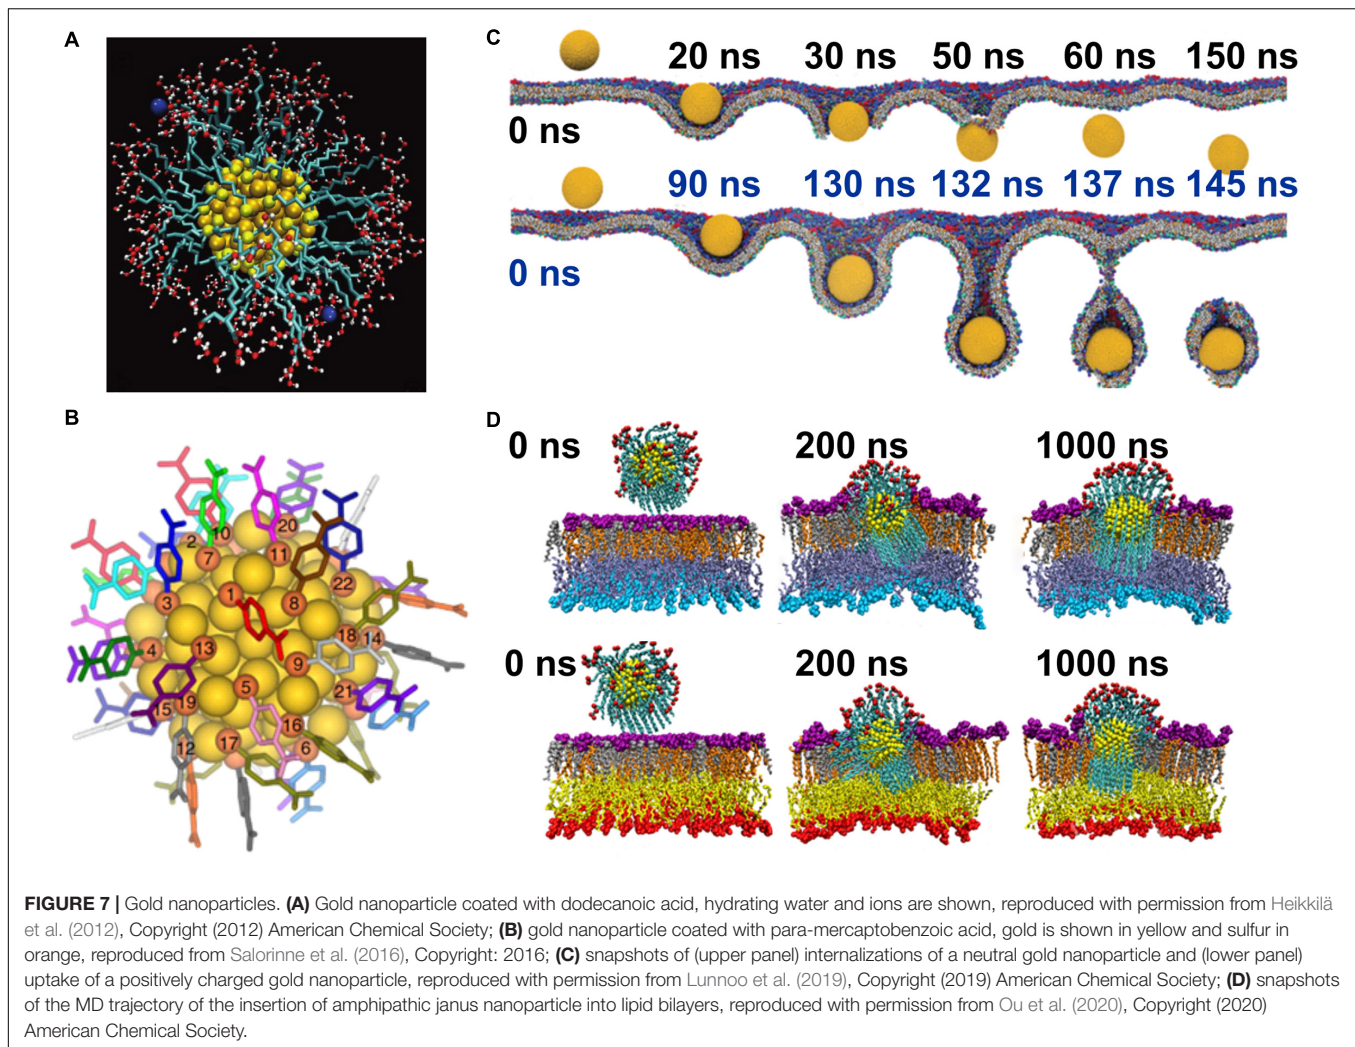 A
C
20 ns 30 ns 50 ns 60 ns 150 ns
0 ns
90 ns 130 ns 132 ns 137 ns 145 ns
0 ns
B
20
10
2
7
11
22
3
1
8
18
14
13
4
9
5
21
15
19
16
12
17
6
D
0 ns 200 ns 1000 ns
0 ns 200 ns 1000 ns
FIGURE 7 | Gold nanoparticles. (A) Gold nanoparticle coated with dodecanoic acid, hydrating water and ions are shown, reproduced with permission from Heikkilä
et al. (2012), Copyright (2012) American Chemical Society; (B) gold nanoparticle coated with para-mercaptobenzoic acid, gold is shown in yellow and sulfur in
orange, reproduced from Salorinne et al. (2016), Copyright: 2016; (C) snapshots of (upper panel) internalizations of a neutral gold nanoparticle and (lower panel)
uptake of a positively charged gold nanoparticle, reproduced with permission from Lunnoo et al. (2019), Copyright (2019) American Chemical Society; (D) snapshots
of the MD trajectory of the insertion of amphipathic janus nanoparticle into lipid bilayers, reproduced with permission from Ou et al. (2020), Copyright (2020)
American Chemical Society.